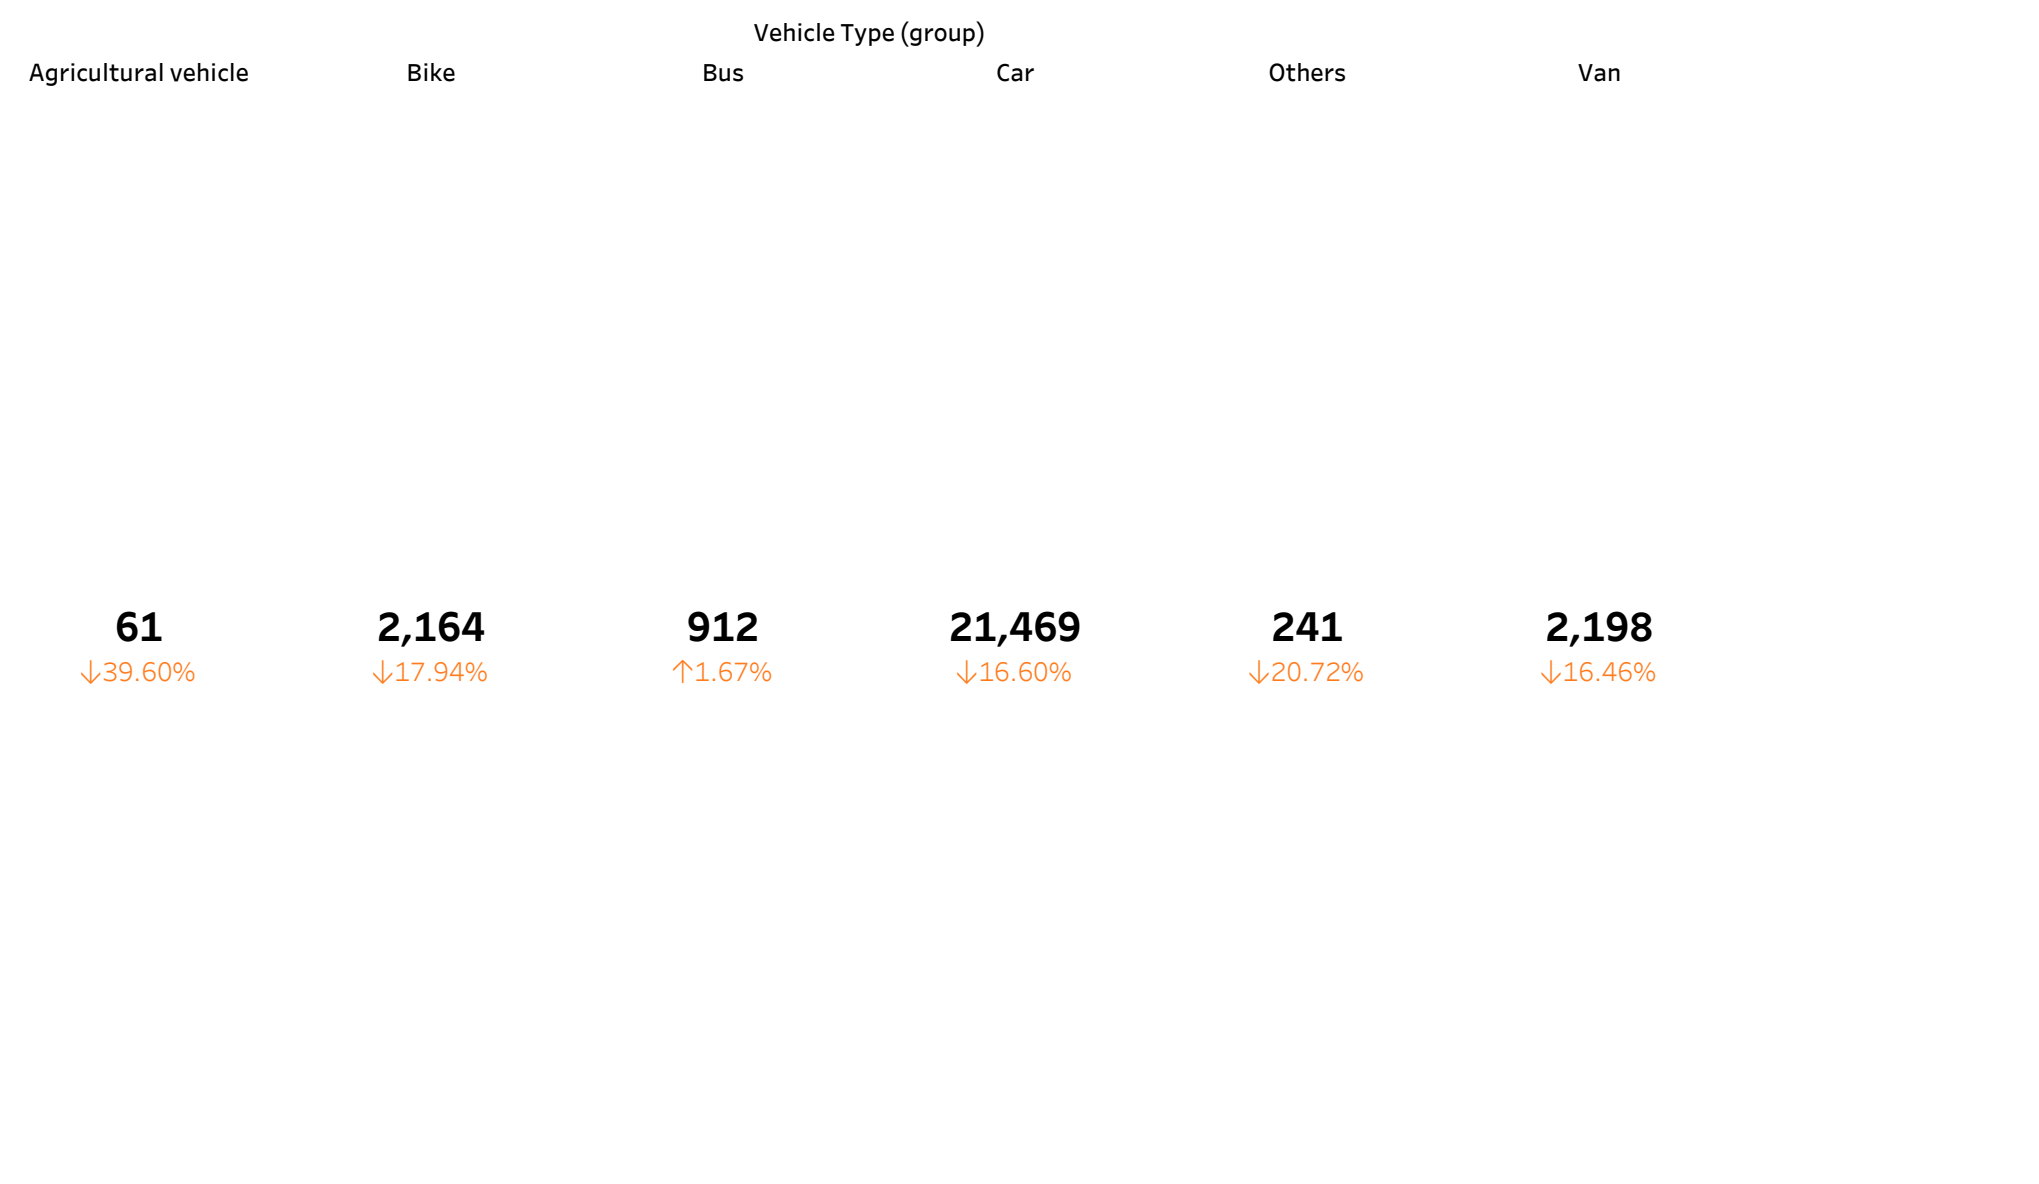 Vehicle Type (group)
Agricultural vehicle Bike Bus Car Others Van
61 2,164 912 21,469 241 2,198
↓39.60% ↓17.94% ↑1.67% ↓16.60% ↓20.72% ↓16.46%